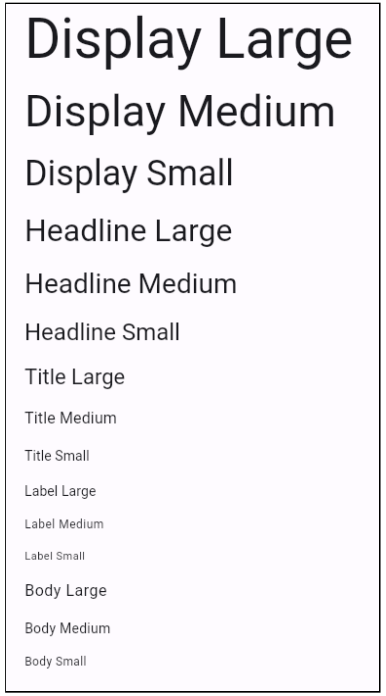 Display Large
Display Medium
Display Small
Headline Large
Headline Medium
Headline Small
Title Large
Title Medium
Title Small
Label Large
Label Medium
Label Small
Body Large
Body Medium
Body Small